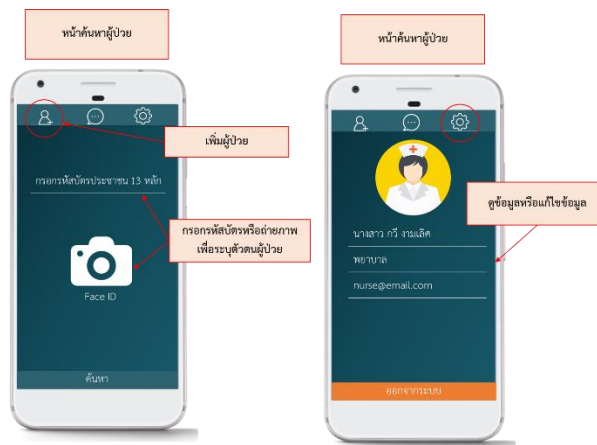 หน้าค้นหาผู้ป่วย
เพิ่มผู้ป่วย
กรอกรหัสบัตรประชาชน 13 หลัก
กรอกรหัสบัตรหรือถ่ายภาพ
เพื่อระบุตัวตนผู้ป่วย
Face ID
ค้นหา
หน้าค้นหาผู้ป่วย
ดูข้อมูลหรือแก้ไขข้อมูล
นางสาว กวี งามเลิศ
พยาบาล
nurse@email.com
ออกจากระบบ